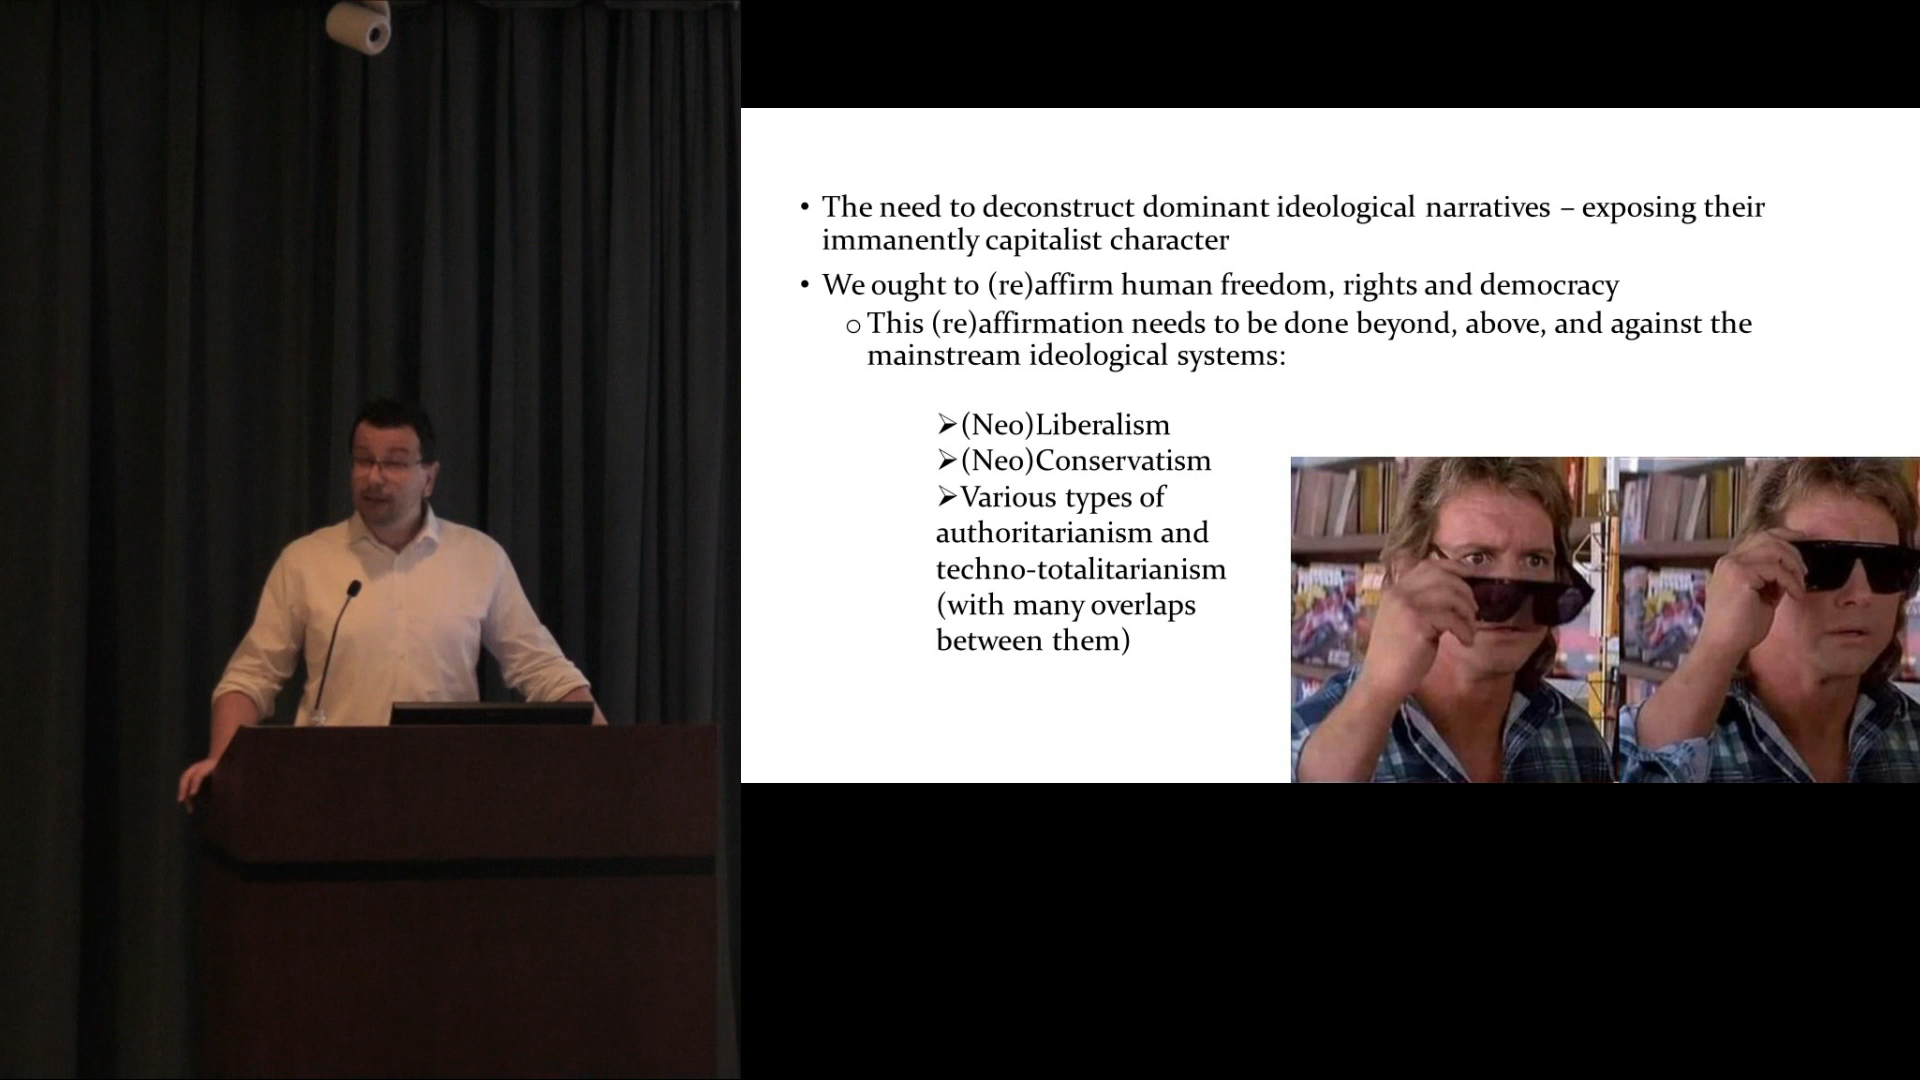 • The need to deconstruct dominant ideological narratives – exposing their
immanently capitalist character
• We ought to (re)affirm human freedom, rights and democracy
o This (re)affirmation needs to be done beyond, above, and against the
mainstream ideological systems:
➢(Neo)Liberalism
➢(Neo)Conservatism
➢Various types of
authoritarianism and
techno-totalitarianism
(with many overlaps
between them)